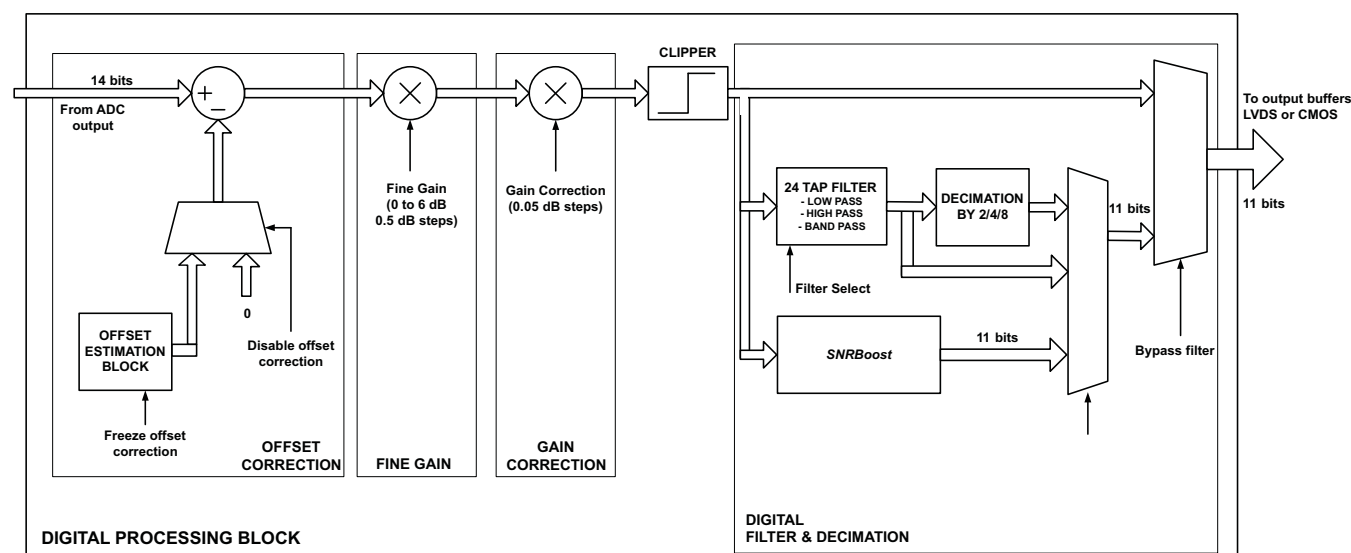 14 bits
From ADC
output
+
–
0
OFFSET
ESTIMATION
BLOCK
Disable offset
correction
Freeze offset
correction
OFFSET
CORRECTION
Fine Gain
(0 to 6 dB
0.5 dB steps)
FINE GAIN
Gain Correction
(0.05 dB steps)
GAIN
CORRECTION
CLIPPER
24 TAP FILTER
- LOW PASS
- HIGH PASS
- BAND PASS
Filter Select
DECIMATION
BY 2/4/8
SNRBoost
11 bits
11 bits
Bypass filter
To output buffers
LVDS or CMOS
11 bits
DIGITAL
FILTER & DECIMATION
DIGITAL PROCESSING BLOCK